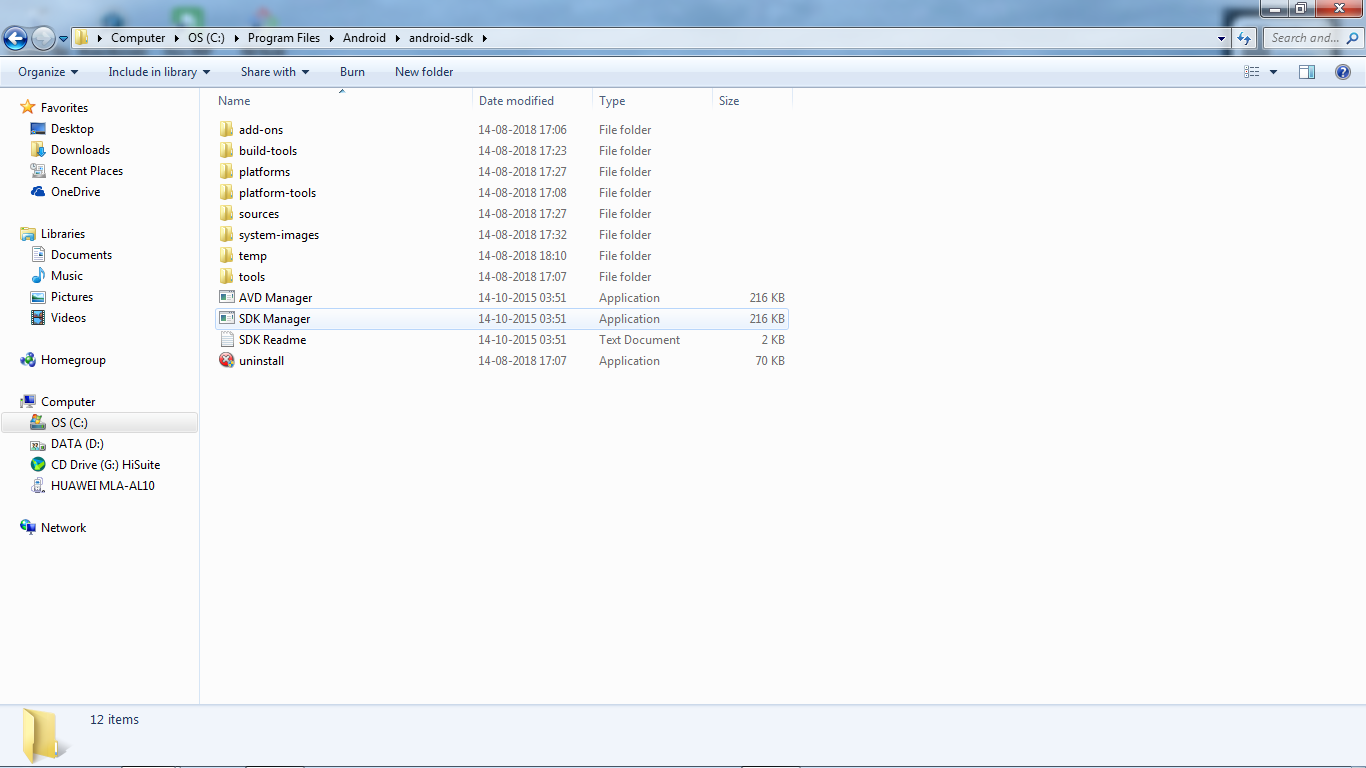 Computer OS (C:) Program Files Android android-sdk Search and...
Organize Include in library Share with Burn New folder
Favorites
Desktop
Downloads
Recent Places
OneDrive
Libraries
Documents
Music
Pictures
Videos
Homegroup
Computer
OS (C:)
DATA (D:)
CD Drive (G:) HiSuite
HUAWEI MLA-AL10
Network
Name Date modified Type Size
add-ons 14-08-2018 17:06 File folder
build-tools 14-08-2018 17:23 File folder
platforms 14-08-2018 17:27 File folder
platform-tools 14-08-2018 17:08 File folder
sources 14-08-2018 17:27 File folder
system-images 14-08-2018 17:32 File folder
temp 14-08-2018 18:10 File folder
tools 14-08-2018 17:07 File folder
AVD Manager 14-10-2015 03:51 Application 216 KB
SDK Manager 14-10-2015 03:51 Application 216 KB
SDK Readme 14-10-2015 03:51 Text Document 2 KB
uninstall 14-08-2018 17:07 Application 70 KB
12 items